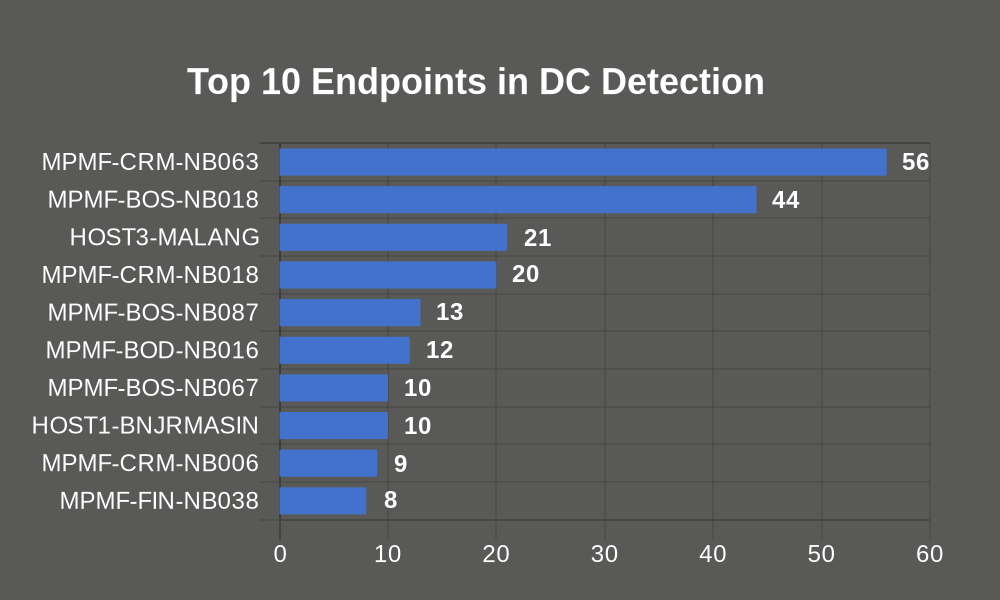 Top 10 Endpoints in DC Detection
MPMF-CRM-NB063 56
MPMF-BOS-NB018 44
HOST3-MALANG 21
MPMF-CRM-NB018 20
MPMF-BOS-NB087 13
MPMF-BOD-NB016 12
MPMF-BOS-NB067 10
HOST1-BNJRMASIN 10
MPMF-CRM-NB006 9
MPMF-FIN-NB038 8
0 10 20 30 40 50 60